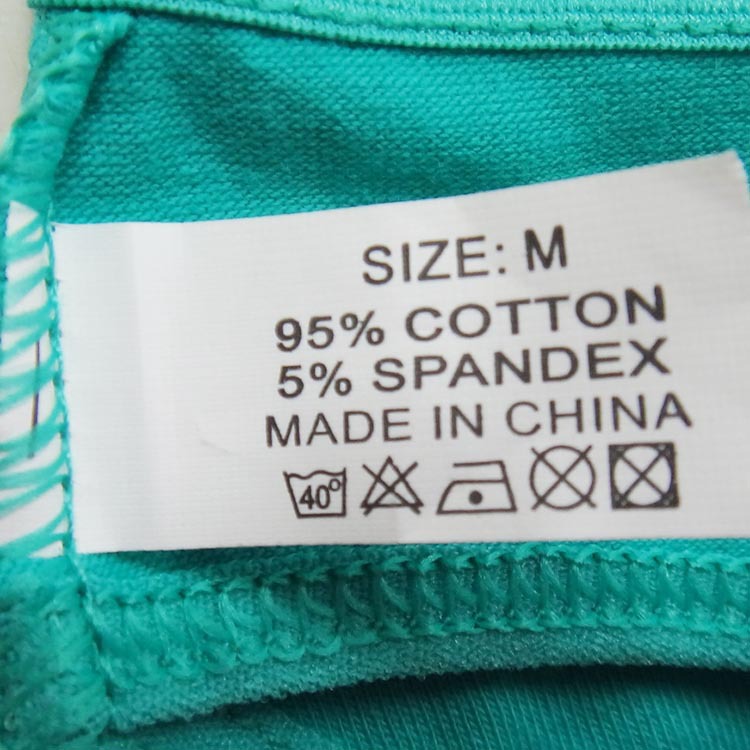 SIZE: M
95% COTTON
5% SPANDEX
MADE IN CHINA
40°